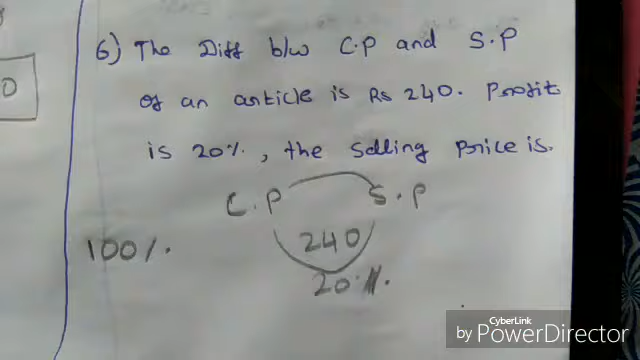 0
6) The Diff b/w C.P and S.P
of an article is Rs 240. Profit
is 20%, the Selling Price is.
C.P S.P
100%. 240
20%.
CyberLink
by PowerDirector